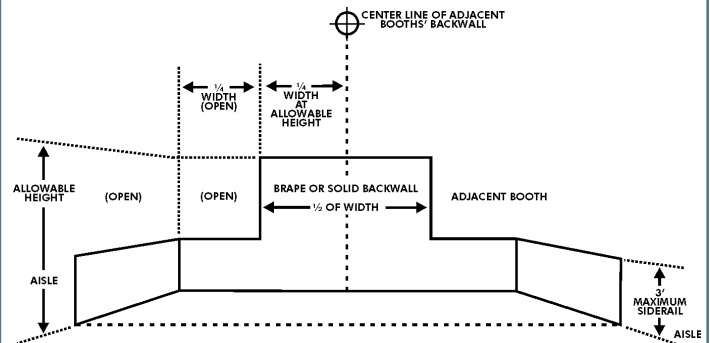 CENTER LINE OF ADJACENT
BOOTHS' BACKWALL
¼
WIDTH
(OPEN)
¼
WIDTH
AT
ALLOWABLE
HEIGHT
ALLOWABLE
HEIGHT
(OPEN)
(OPEN)
BRAPE OR SOLID BACKWALL
½ OF WIDTH
ADJACENT BOOTH
AISLE
3'
MAXIMUM
SIDERAIL
AISLE